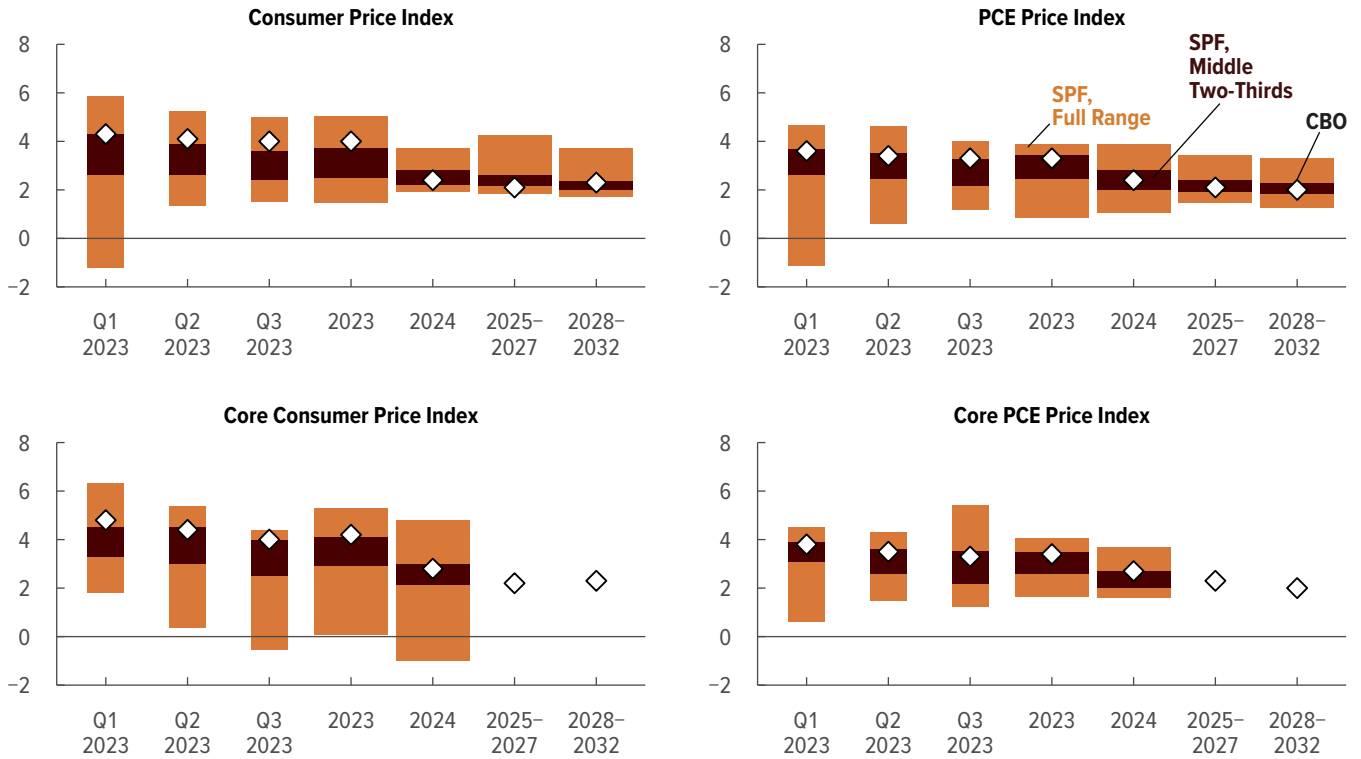 Consumer Price Index
8
6
4
2
0
−2
Q1 2023
Q2 2023
Q3 2023
2023
2024
2025–2027
2028–2032
PCE Price Index
SPF,
Middle
Two-Thirds
SPF,
Full Range
CBO
8
6
4
2
0
−2
Q1 2023
Q2 2023
Q3 2023
2023
2024
2025–2027
2028–2032
Core Consumer Price Index
8
6
4
2
0
−2
Q1 2023
Q2 2023
Q3 2023
2023
2024
2025–2027
2028–2032
Core PCE Price Index
8
6
4
2
0
−2
Q1 2023
Q2 2023
Q3 2023
2023
2024
2025–2027
2028–2032